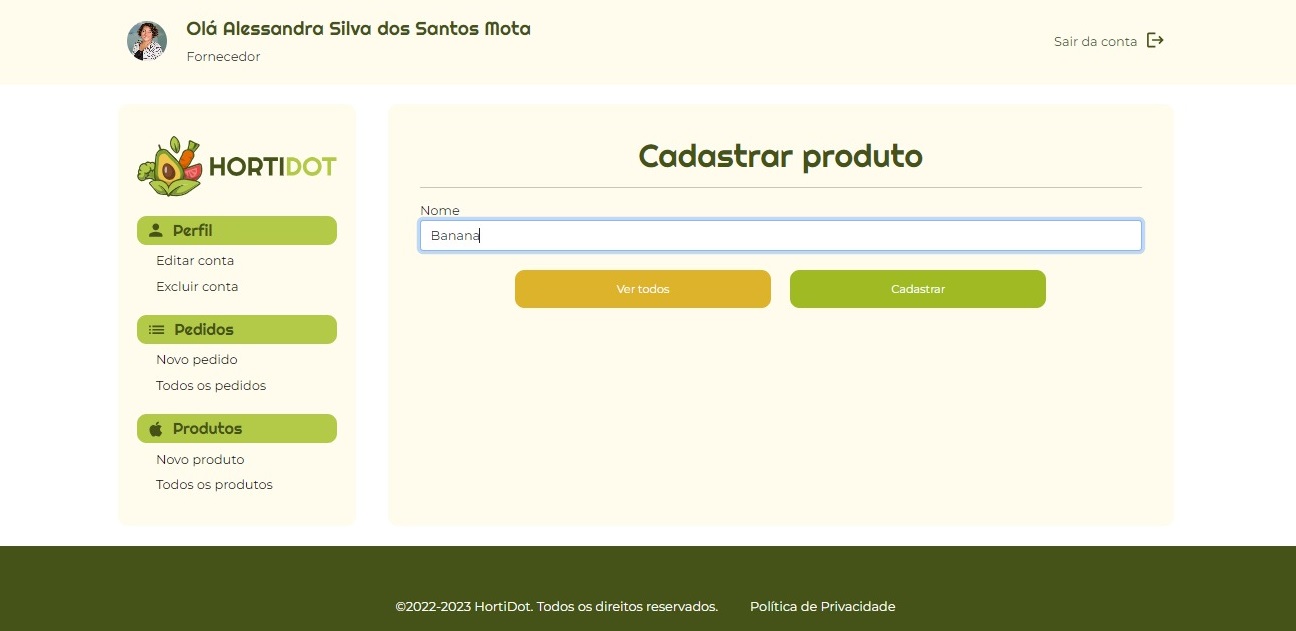 Olá Alessandra Silva dos Santos Mota
Fornecedor
Sair da conta
HORTIDOT
Perfil
Editar conta
Excluir conta
Pedidos
Novo pedido
Todos os pedidos
Produtos
Novo produto
Todos os produtos
Cadastrar produto
Nome
Banana
Ver todos
Cadastrar
©2022-2023 HortiDot. Todos os direitos reservados.
Política de Privacidade